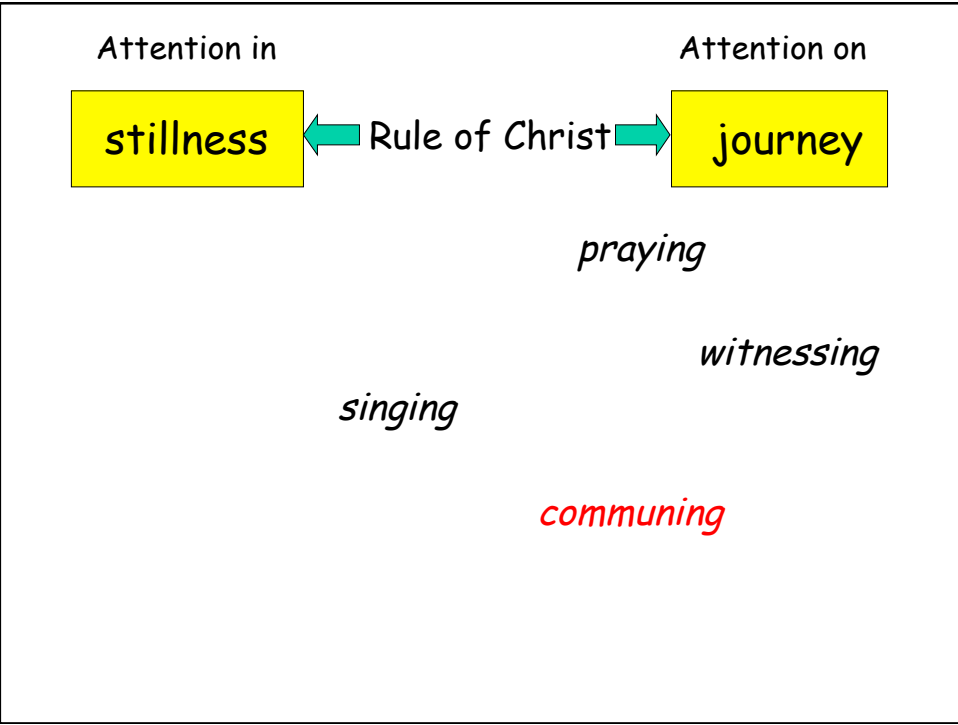 Attention in
Attention on
stillness Rule of Christ journey
praying
witnessing
singing
communing